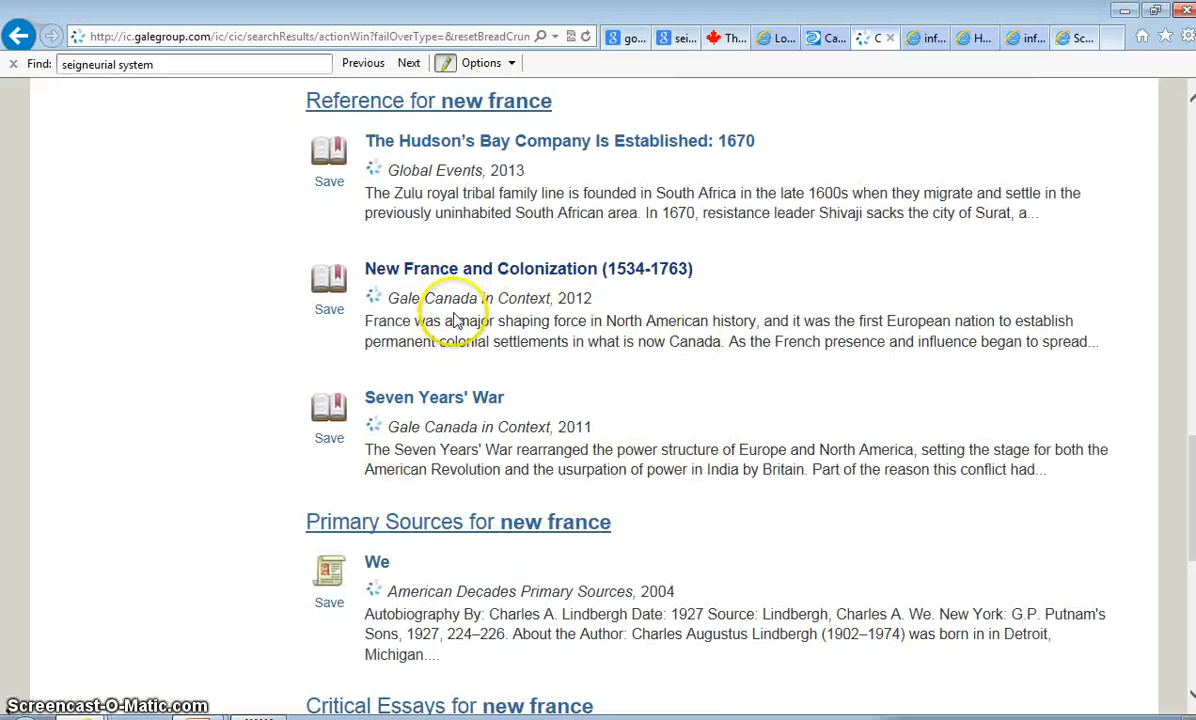 http://ic.galegroup.com/ic/cic/searchResults/actionWin?failOverType=&resetBreadCrun
go...
sei...
Th...
Lo...
Ca...
C
inf...
H...
inf...
Sc...
Find: seigneurial system Previous Next Options
Reference for new france
The Hudson's Bay Company Is Established: 1670
Global Events, 2013
Save
The Zulu royal tribal family line is founded in South Africa in the late 1600s when they migrate and settle in the
previously uninhabited South African area. In 1670, resistance leader Shivaji sacks the city of Surat, a...
New France and Colonization (1534-1763)
Gale Canada in Context, 2012
Save
France was a major shaping force in North American history, and it was the first European nation to establish
permanent colonial settlements in what is now Canada. As the French presence and influence began to spread...
Seven Years' War
Gale Canada in Context, 2011
Save
The Seven Years' War rearranged the power structure of Europe and North America, setting the stage for both the
American Revolution and the usurpation of power in India by Britain. Part of the reason this conflict had...
Primary Sources for new france
We
American Decades Primary Sources, 2004
Save
Autobiography By: Charles A. Lindbergh Date: 1927 Source: Lindbergh, Charles A. We. New York: G.P. Putnam's
Sons, 1927, 224–226. About the Author: Charles Augustus Lindbergh (1902–1974) was born in in Detroit,
Michigan....
Critical Essays for new france
Screencast-O-Matic.com